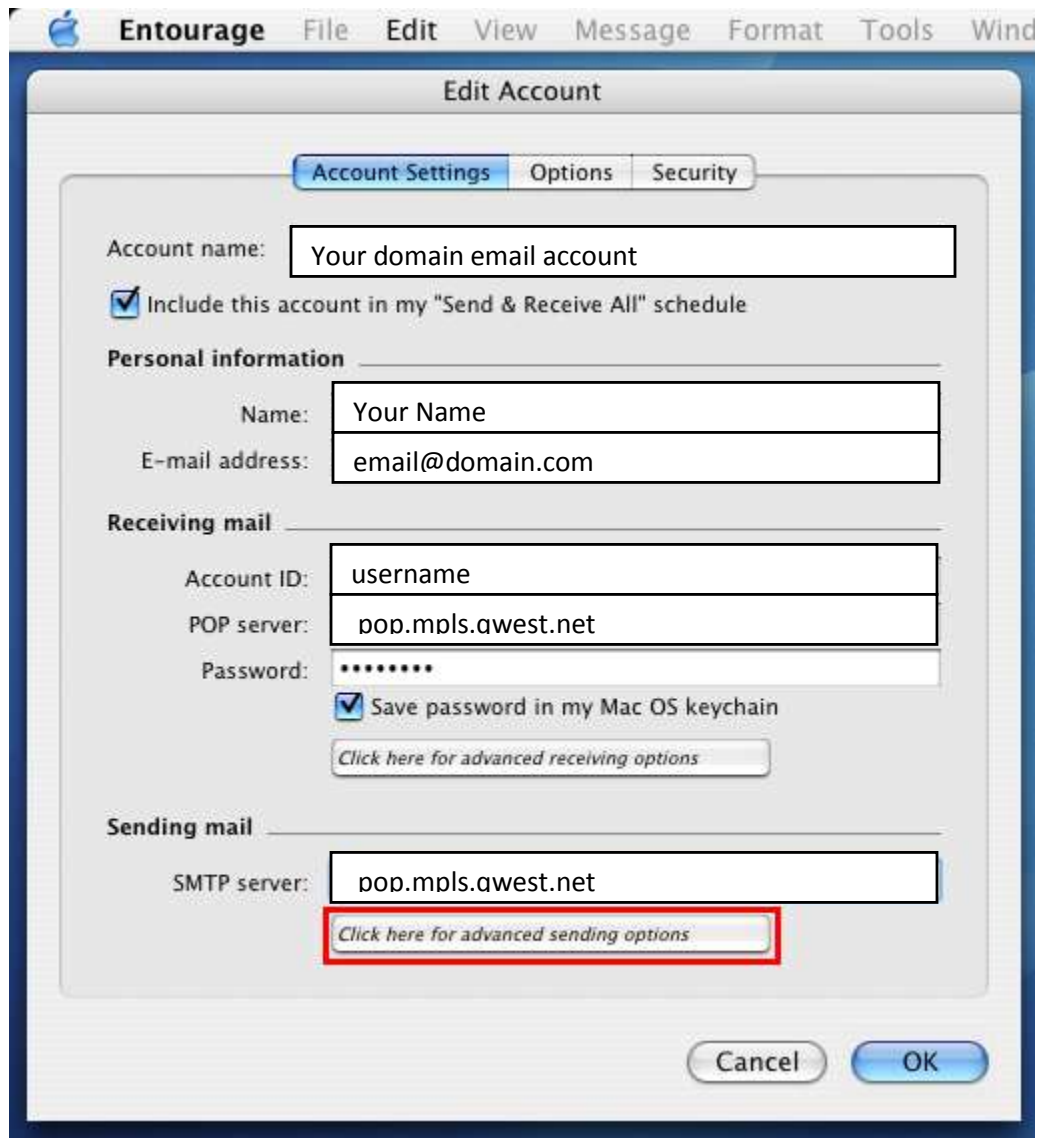 Entourage File Edit View Message Format Tools Wind
Edit Account
Account Settings Options Security
Account name: Your domain email account
Include this account in my "Send & Receive All" schedule
Personal information
Name: Your Name
E-mail address: email@domain.com
Receiving mail
Account ID: username
POP server: pop.mpls.qwest.net
Password: ••••••••
Save password in my Mac OS keychain
Click here for advanced receiving options
Sending mail
SMTP server: pop.mpls.qwest.net
Click here for advanced sending options
Cancel OK